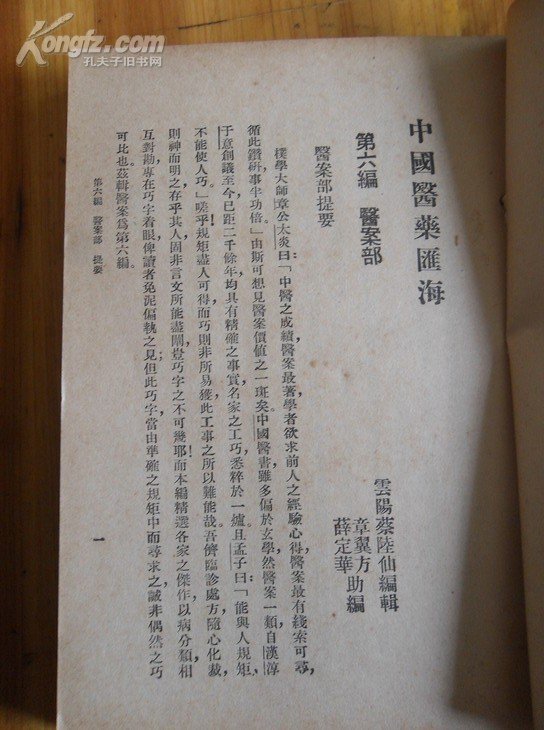 Kongfz.com
孔夫子旧书网
中國醫藥匯海
第六編　醫案部
雲陽蔡陸仙編輯
章翼方助編
薛定華
醫案部提要
樸學大師章公太炎曰：「中醫之成績，醫案最著，學者欲求前人之經驗心得，醫案最有綫案可尋，
循此鑽研，事半功倍。」由斯可想見醫案價值之一斑矣。中國醫書雖多偏於玄學，然醫案一類，自漢淳
于意創議至今，已距二千餘年，均具有精確之事實，名家之工巧，悉粹於一爐。且孟子曰：「能與人規矩，
不能使人巧。」嗟乎！規矩盡人可得，而巧則非所易獲，此工事之所以難能哉。吾儕臨診處方，隨心化裁，
則神而明之，存乎其人，固非言文所能盡闡，豈巧字之不可幾耶！而本編精選各家之傑作，以病分類，相
互對勘，專在巧字着眼，俾讀者免泥偏執之見；但此巧字，當由準確之規矩中而尋求之，誠非偶然之巧
可比也。茲輯醫案爲第六編。
第六編　醫案部　提要
一